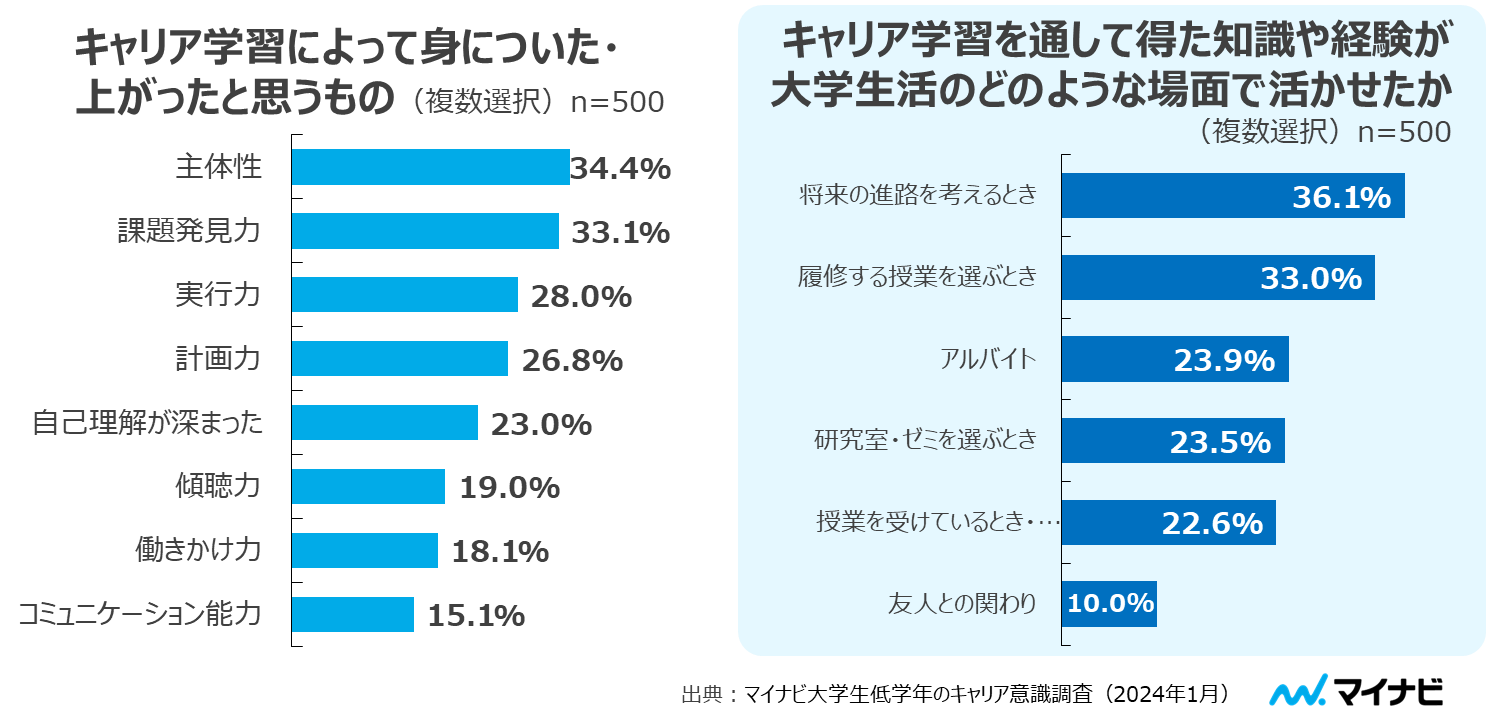 キャリア学習によって身についた・
上がったと思うもの（複数選択）n=500
主体性 34.4%
課題発見力 33.1%
実行力 28.0%
計画力 26.8%
自己理解が深まった 23.0%
傾聴力 19.0%
働きかけ力 18.1%
コミュニケーション能力 15.1%
キャリア学習を通して得た知識や経験が
大学生活のどのような場面で活かせたか
（複数選択）n=500
将来の進路を考えるとき 36.1%
履修する授業を選ぶとき 33.0%
アルバイト 23.9%
研究室・ゼミを選ぶとき 23.5%
授業を受けているとき・… 22.6%
友人との関わり 10.0%
出典：マイナビ大学生低学年のキャリア意識調査（2024年1月）
マイナビ